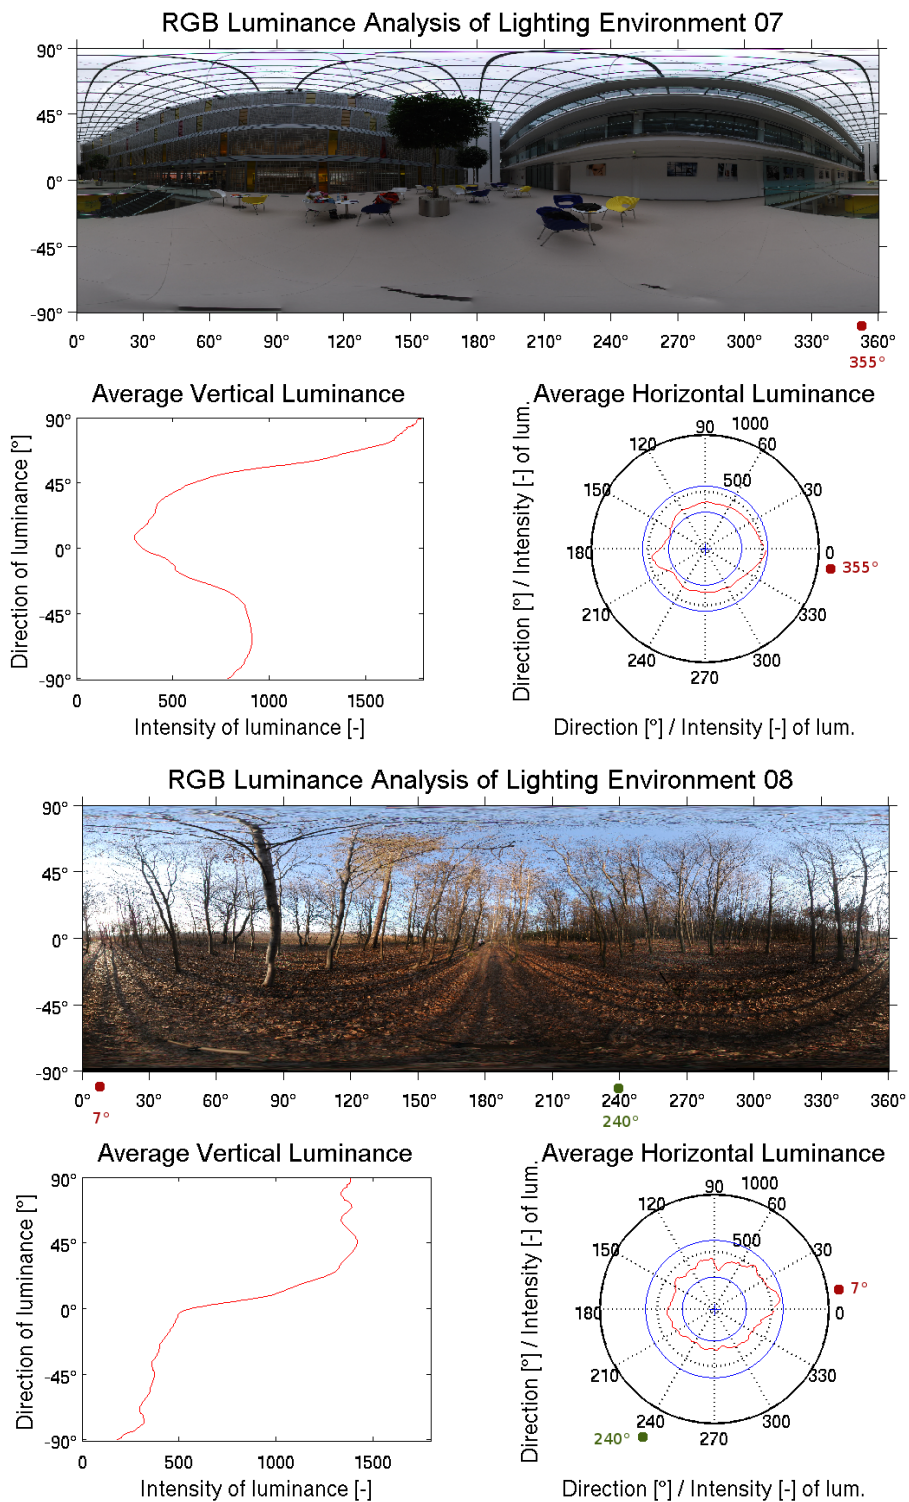 RGB Luminance Analysis of Lighting Environment 07
90°
45°
0°
-45°
-90°
0° 30° 60° 90° 120° 150° 180° 210° 240° 270° 300° 330° 360°
355°
Average Vertical Luminance
Direction of luminance [°]
90°
45°
0°
-45°
-90°
0 500 1000 1500
Intensity of luminance [-]
Average Horizontal Luminance
Direction [°] / Intensity [-] of lum.
90 1000
120 60
500
150 30
180 0
355°
210 330
240 300
270
Direction [°] / Intensity [-] of lum.
RGB Luminance Analysis of Lighting Environment 08
90°
45°
0°
-45°
-90°
0° 30° 60° 90° 120° 150° 180° 210° 240° 270° 300° 330° 360°
7° 240°
Average Vertical Luminance
Direction of luminance [°]
90°
45°
0°
-45°
-90°
0 500 1000 1500
Intensity of luminance [-]
Average Horizontal Luminance
Direction [°] / Intensity [-] of lum.
90 1000
120 60
500
150 30
7°
180 0
210 330
240 300
240° 270
Direction [°] / Intensity [-] of lum.